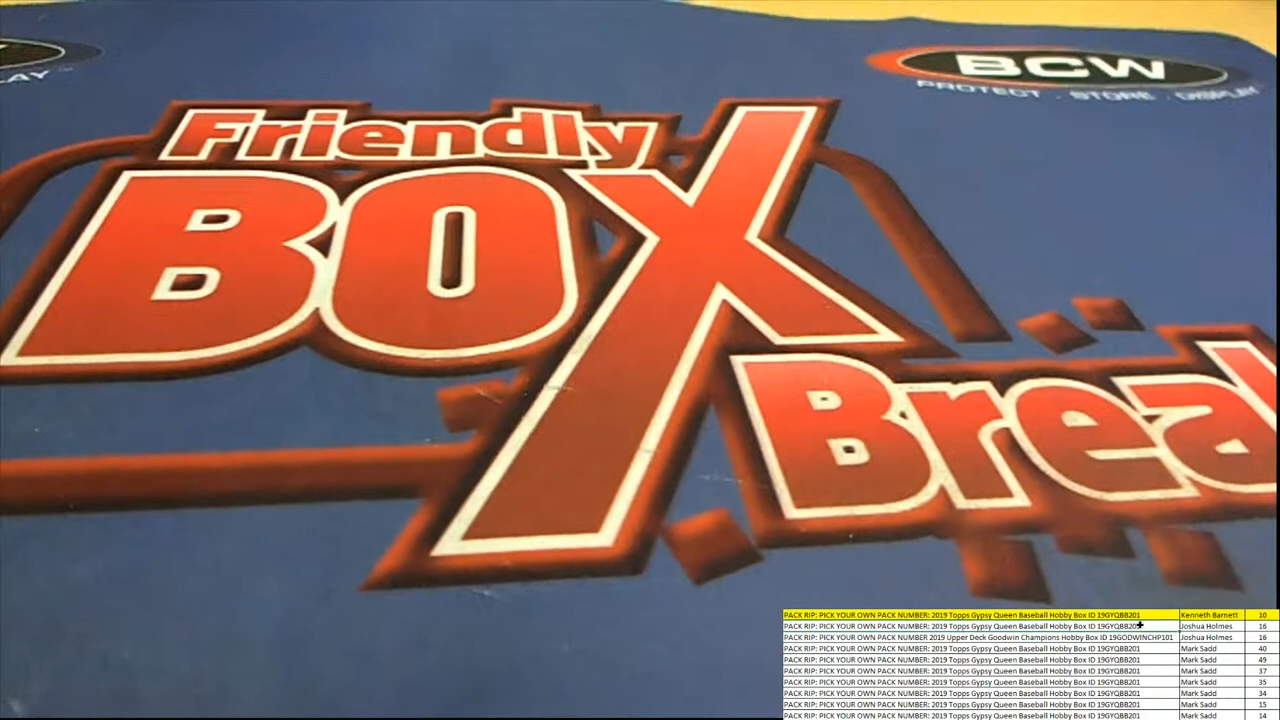 LAY
BCW
PROTECT . STORE . DISPLAY
Friendly
BOX
Brea
PACK RIP: PICK YOUR OWN PACK NUMBER: 2019 Topps Gypsy Queen Baseball Hobby Box ID 19GYQBB201 Kenneth Barnett 10
PACK RIP: PICK YOUR OWN PACK NUMBER: 2019 Topps Gypsy Queen Baseball Hobby Box ID 19GYQBB201 Joshua Holmes 16
PACK RIP: PICK YOUR OWN PACK NUMBER 2019 Upper Deck Goodwin Champions Hobby Box ID 19GODWINCHP101 Joshua Holmes 16
PACK RIP: PICK YOUR OWN PACK NUMBER: 2019 Topps Gypsy Queen Baseball Hobby Box ID 19GYQBB201 Mark Sadd 40
PACK RIP: PICK YOUR OWN PACK NUMBER: 2019 Topps Gypsy Queen Baseball Hobby Box ID 19GYQBB201 Mark Sadd 49
PACK RIP: PICK YOUR OWN PACK NUMBER: 2019 Topps Gypsy Queen Baseball Hobby Box ID 19GYQBB201 Mark Sadd 37
PACK RIP: PICK YOUR OWN PACK NUMBER: 2019 Topps Gypsy Queen Baseball Hobby Box ID 19GYQBB201 Mark Sadd 35
PACK RIP: PICK YOUR OWN PACK NUMBER: 2019 Topps Gypsy Queen Baseball Hobby Box ID 19GYQBB201 Mark Sadd 34
PACK RIP: PICK YOUR OWN PACK NUMBER: 2019 Topps Gypsy Queen Baseball Hobby Box ID 19GYQBB201 Mark Sadd 15
PACK RIP: PICK YOUR OWN PACK NUMBER: 2019 Topps Gypsy Queen Baseball Hobby Box ID 19GYQBB201 Mark Sadd 14